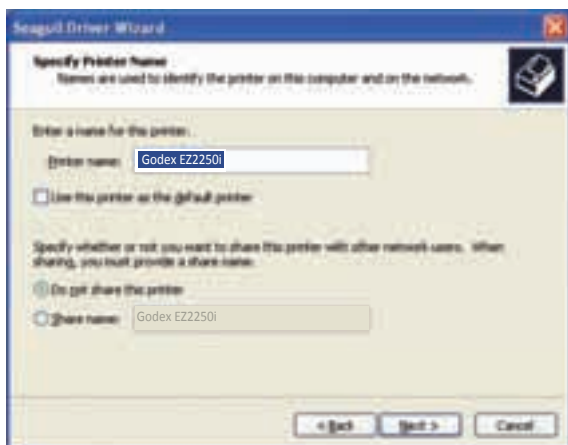 Seagull Driver Wizard
Specify Printer Name
Names are used to identify the printer on this computer and on the network.
Enter a name for this printer.
Printer name: Godex EZ2250i
Use this printer as the default printer
Specify whether or not you want to share this printer with other network users. When
sharing, you must provide a share name.
Do not share this printer
Share name: Godex EZ2250i
< Back Next > Cancel